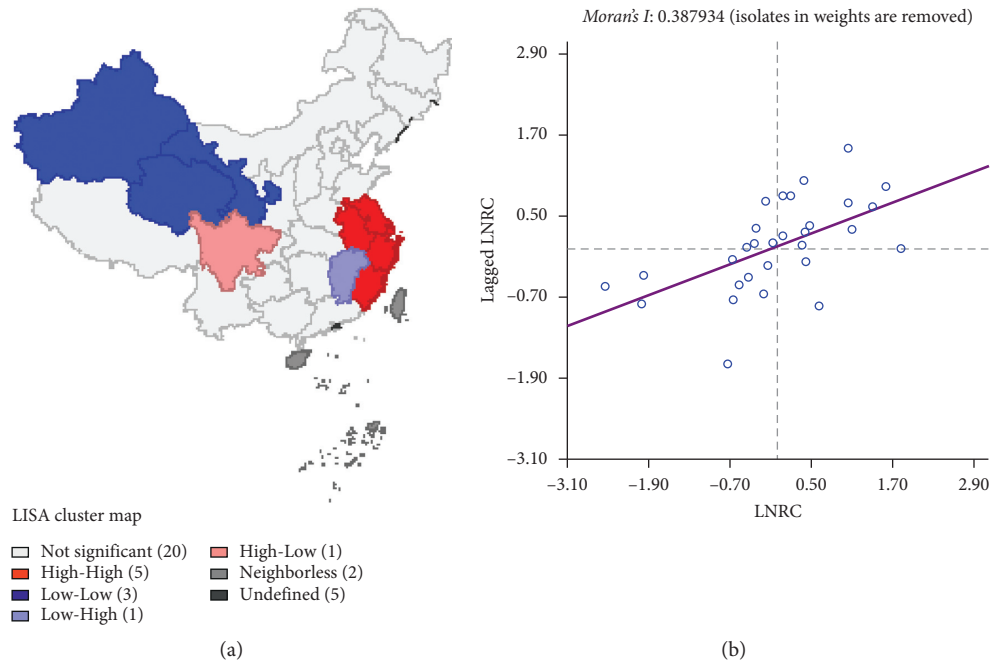 Moran's I: 0.387934 (isolates in weights are removed)
2.90
1.70
0.50
−0.70
−1.90
−3.10
Lagged LNRC
−3.10 −1.90 −0.70 0.50 1.70 2.90
LNRC
LISA cluster map
Not significant (20)
High-High (5)
Low-Low (3)
Low-High (1)
High-Low (1)
Neighborless (2)
Undefined (5)
(a)
(b)